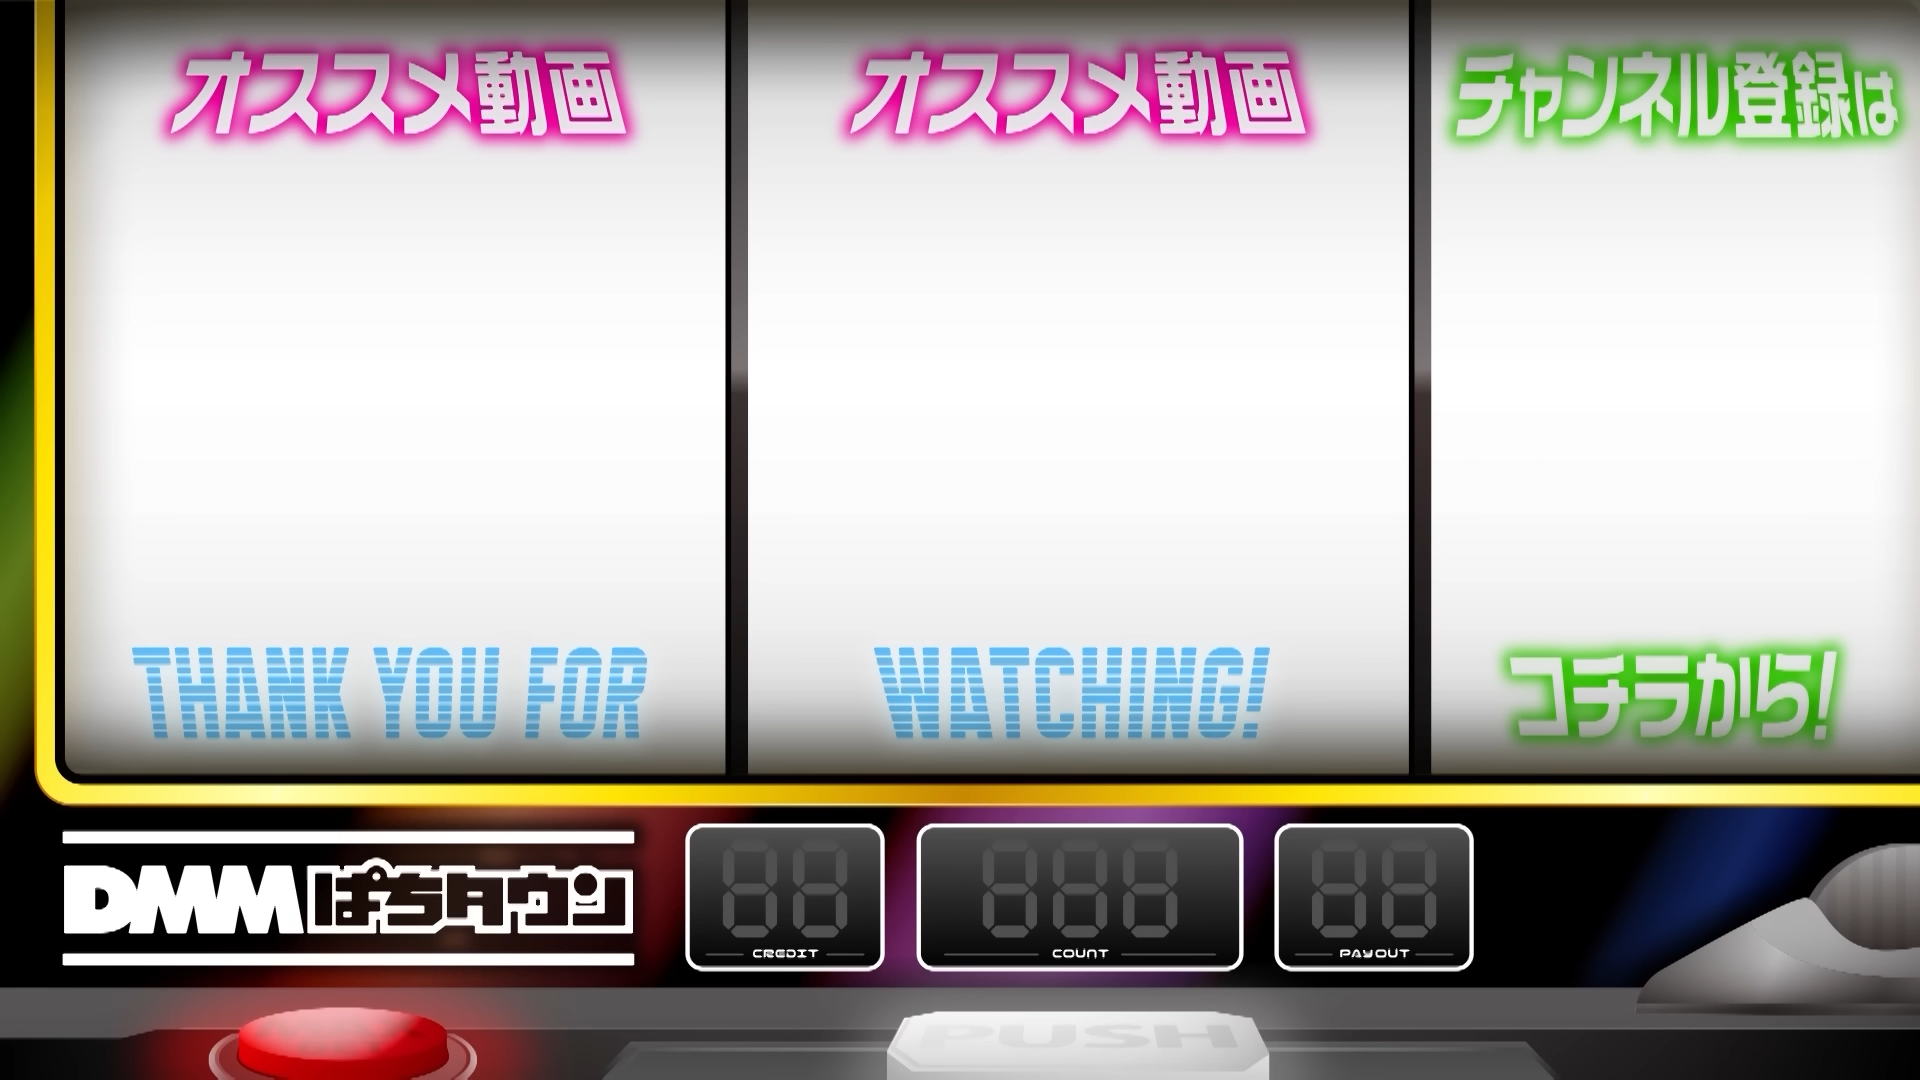 オススメ動画
オススメ動画
チャンネル登録は
THANK YOU FOR
WATCHING!
コチラから!
DMMぱちタウン
CREDIT
COUNT
PAYOUT
PUSH